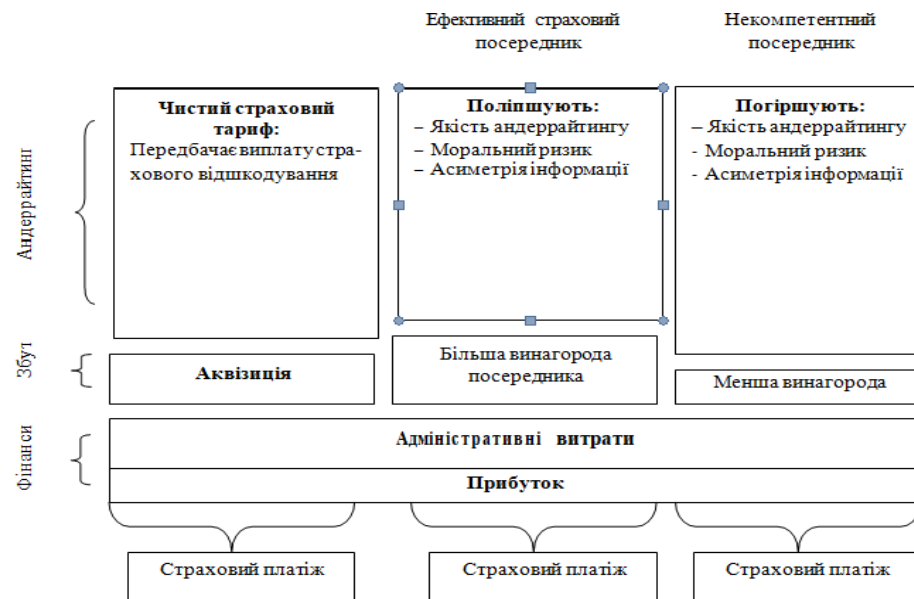 Ефективний страховий
посередник
Некомпетентний
посередник
Андеррайтинг
Чистий страховий
тариф:
Передбачає виплату стра-
хового відшкодування
Поліпшують:
– Якість андеррайтингу
– Моральний ризик
– Асиметрія інформації
Погіршують:
– Якість андеррайтингу
- Моральний ризик
- Асиметрія інформації
Збут
Аквізиція
Більша винагорода
посередника
Менша винагорода
Фінанси
Адміністративні витрати
Прибуток
Страховий платіж
Страховий платіж
Страховий платіж